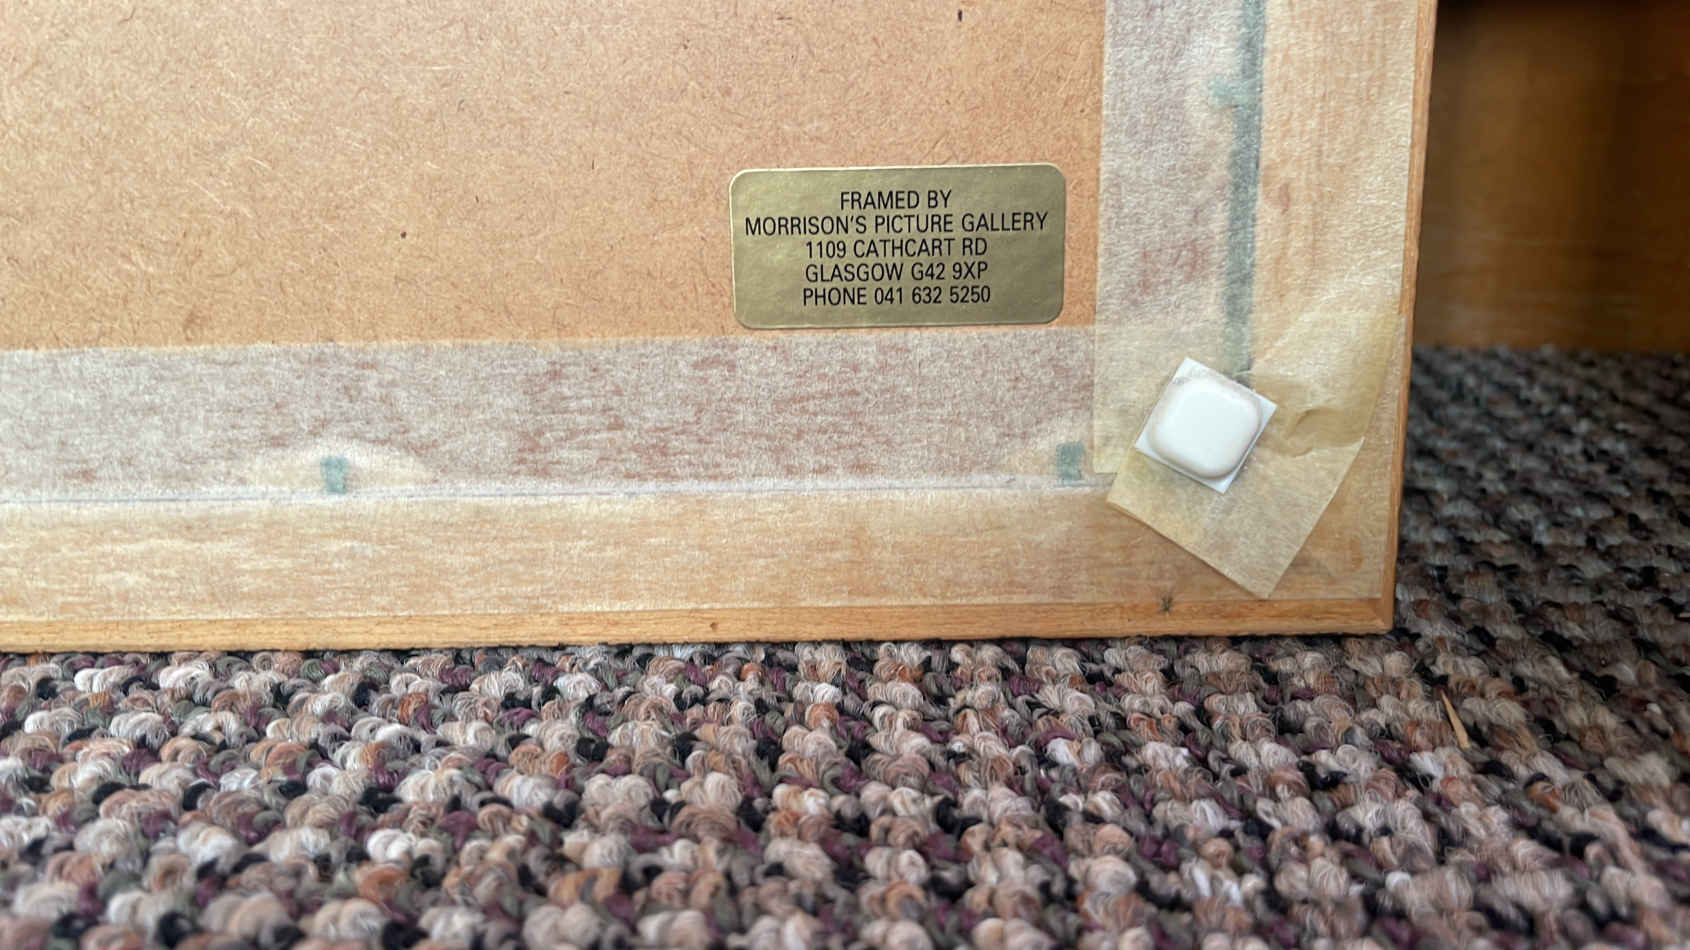 FRAMED BY
MORRISON'S PICTURE GALLERY
1109 CATHCART RD
GLASGOW G42 9XP
PHONE 041 632 5250